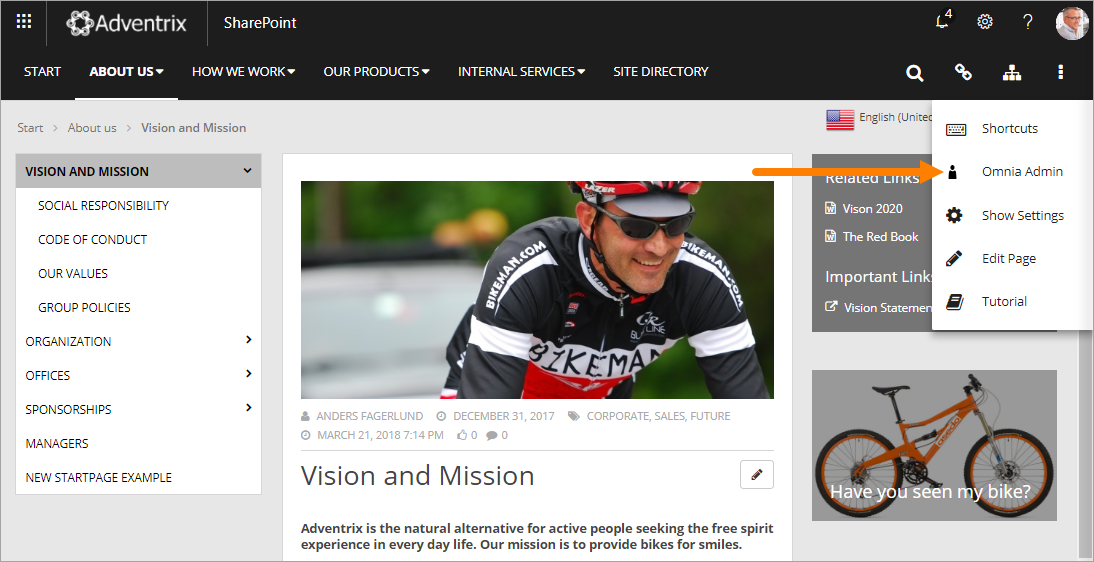 Adventrix
SharePoint
4
?
START
ABOUT US
HOW WE WORK
OUR PRODUCTS
INTERNAL SERVICES
SITE DIRECTORY
Start > About us > Vision and Mission
English (Unite
Shortcuts
Omnia Admin
Show Settings
Edit Page
Tutorial
VISION AND MISSION
SOCIAL RESPONSIBILITY
CODE OF CONDUCT
OUR VALUES
GROUP POLICIES
ORGANIZATION
OFFICES
SPONSORSHIPS
MANAGERS
NEW STARTPAGE EXAMPLE
LAZER
BIKEMAN.COM
BIKEMAN.COM
BIKEMAN
ANDERS FAGERLUND DECEMBER 31, 2017 CORPORATE, SALES, FUTURE
MARCH 21, 2018 7:14 PM 0 0
Vision and Mission
Adventrix is the natural alternative for active people seeking the free spirit
experience in every day life. Our mission is to provide bikes for smiles.
Related Links
Vison 2020
The Red Book
Important Links
Vision Statemen
Have you seen my bike?